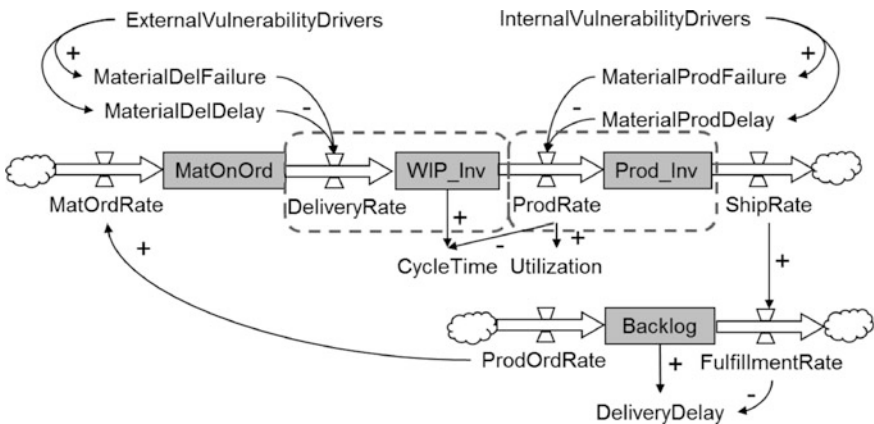 ExternalVulnerabilityDrivers
InternalVulnerabilityDrivers
+
+
MaterialDelFailure
MaterialProdFailure
MaterialDelDelay
-
-
MaterialProdDelay
MatOnOrd
WIP_Inv
Prod_Inv
MatOrdRate
DeliveryRate
ProdRate
ShipRate
+
-
+
+
+
CycleTime
Utilization
Backlog
ProdOrdRate
+
FulfillmentRate
-
DeliveryDelay